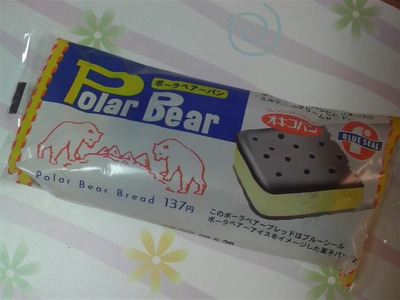 ポーラベアーパン
Polar Bear
オキコパン
BLUE SEAL
Polar Bear Bread 137円
このポーラベアーブレッドはブルーシール
ポーラベアーアイスをイメージした菓子パ